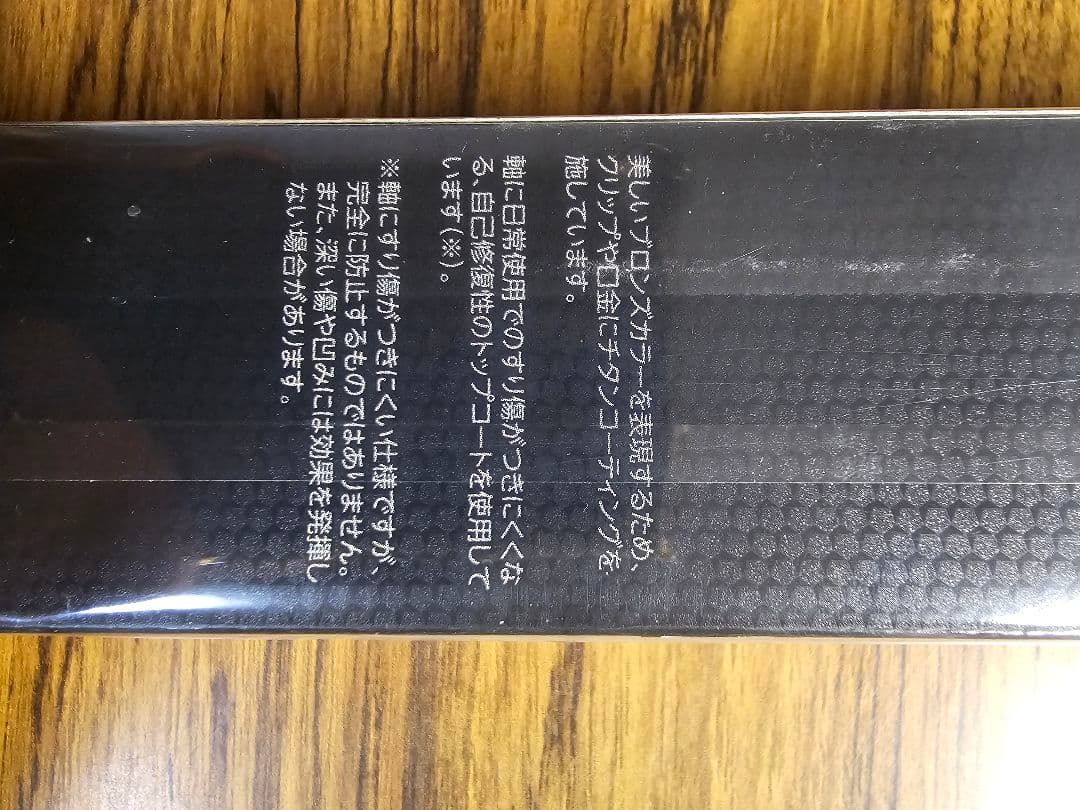 美しいブロンズカラーを表現するため、
クリップや口金にチタンコーティングを
施しています。
軸に日常使用でのすり傷がつきにくくな
る、自己修復性のトップコートを使用して
います(※)。
※軸にすり傷がつきにくい仕様ですが、
完全に防止するものではありません。
また、深い傷や凹みには効果を発揮し
ない場合があります。